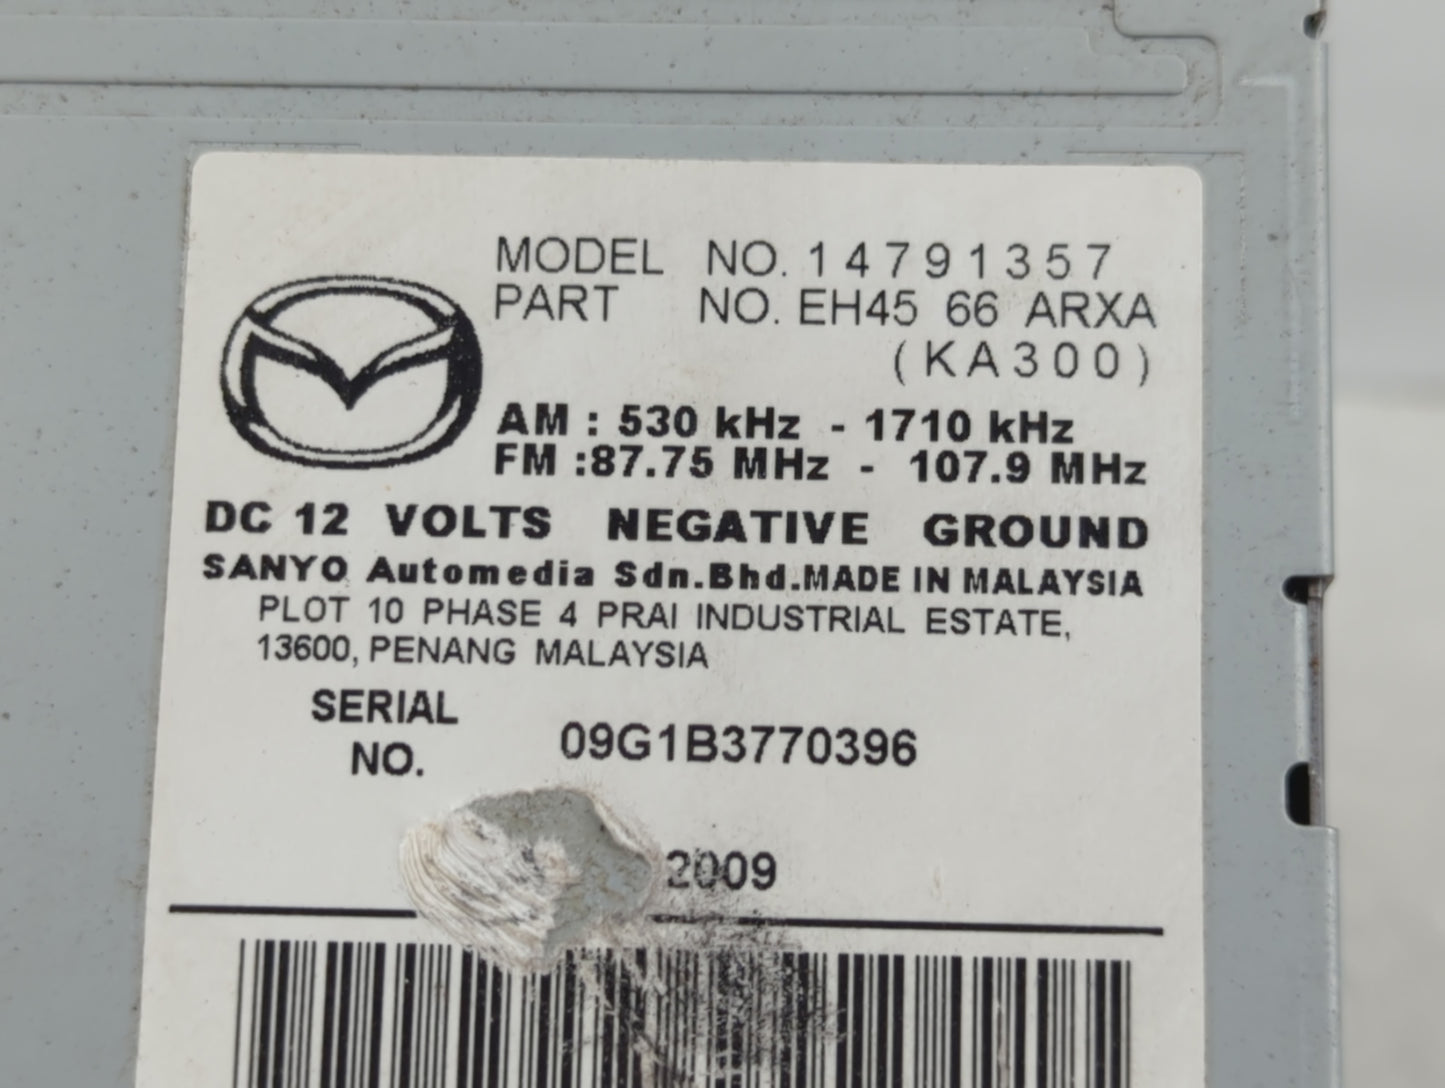 MODEL NO. 14791357
PART NO. EH45 66 ARXA
(KA300)
AM : 530 kHz - 1710 kHz
FM :87.75 MHz - 107.9 MHz
DC 12 VOLTS NEGATIVE GROUND
SANYO Automedia Sdn.Bhd.MADE IN MALAYSIA
PLOT 10 PHASE 4 PRAI INDUSTRIAL ESTATE,
13600, PENANG MALAYSIA
SERIAL
NO.
09G1B3770396
2009